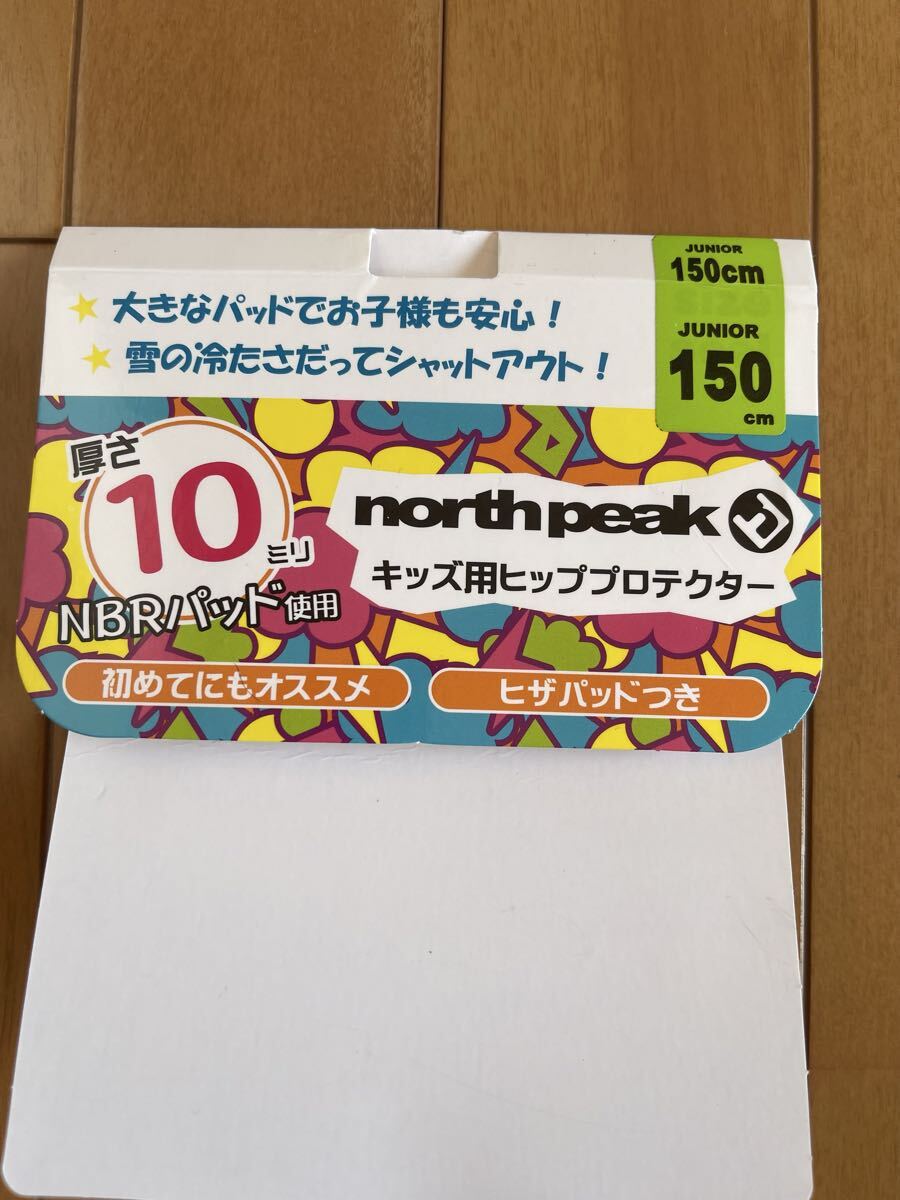 大きなパッドでお子様も安心！
雪の冷たさだってシャットアウト！
JUNIOR
150cm
JUNIOR
150
cm
厚さ
10
ミリ
NBRパッド使用
north peak
キッズ用ヒッププロテクター
初めてにもオススメ
ヒザパッドつき